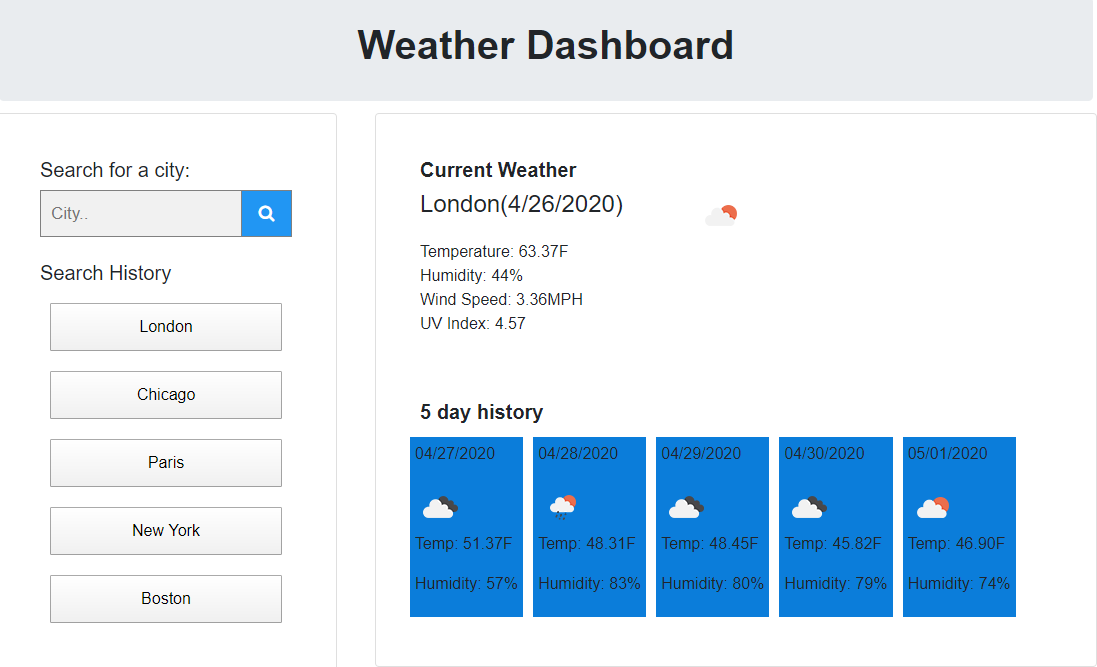 Weather Dashboard
Search for a city:
City..
Search History
London
Chicago
Paris
New York
Boston
Current Weather
London(4/26/2020)
Temperature: 63.37F
Humidity: 44%
Wind Speed: 3.36MPH
UV Index: 4.57
5 day history
04/27/2020
Temp: 51.37F
Humidity: 57%
04/28/2020
Temp: 48.31F
Humidity: 83%
04/29/2020
Temp: 48.45F
Humidity: 80%
04/30/2020
Temp: 45.82F
Humidity: 79%
05/01/2020
Temp: 46.90F
Humidity: 74%